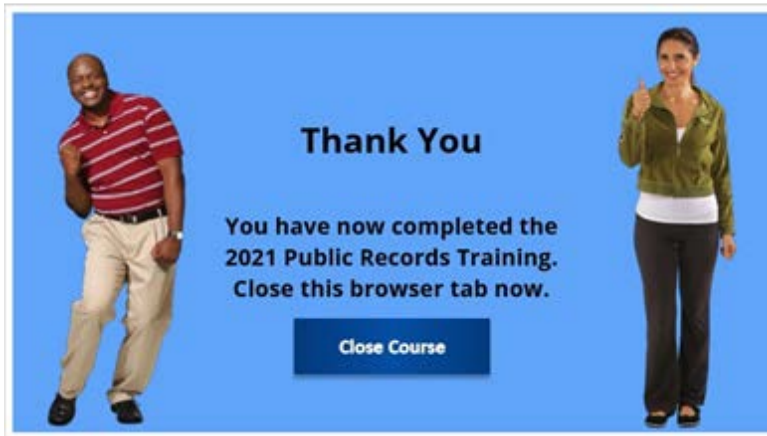 Thank You
You have now completed the
2021 Public Records Training.
Close this browser tab now.
Close Course